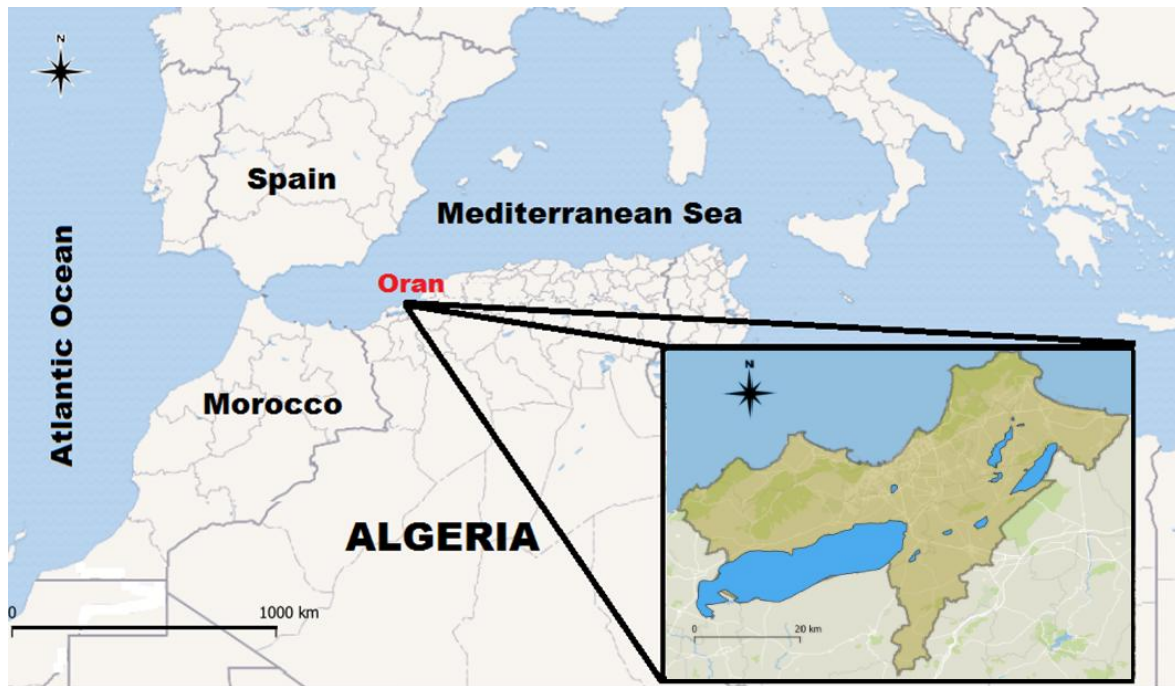 N
Spain
Mediterranean Sea
Atlantic Ocean
Oran
Morocco
ALGERIA
0 1000 km
N
0 20 km